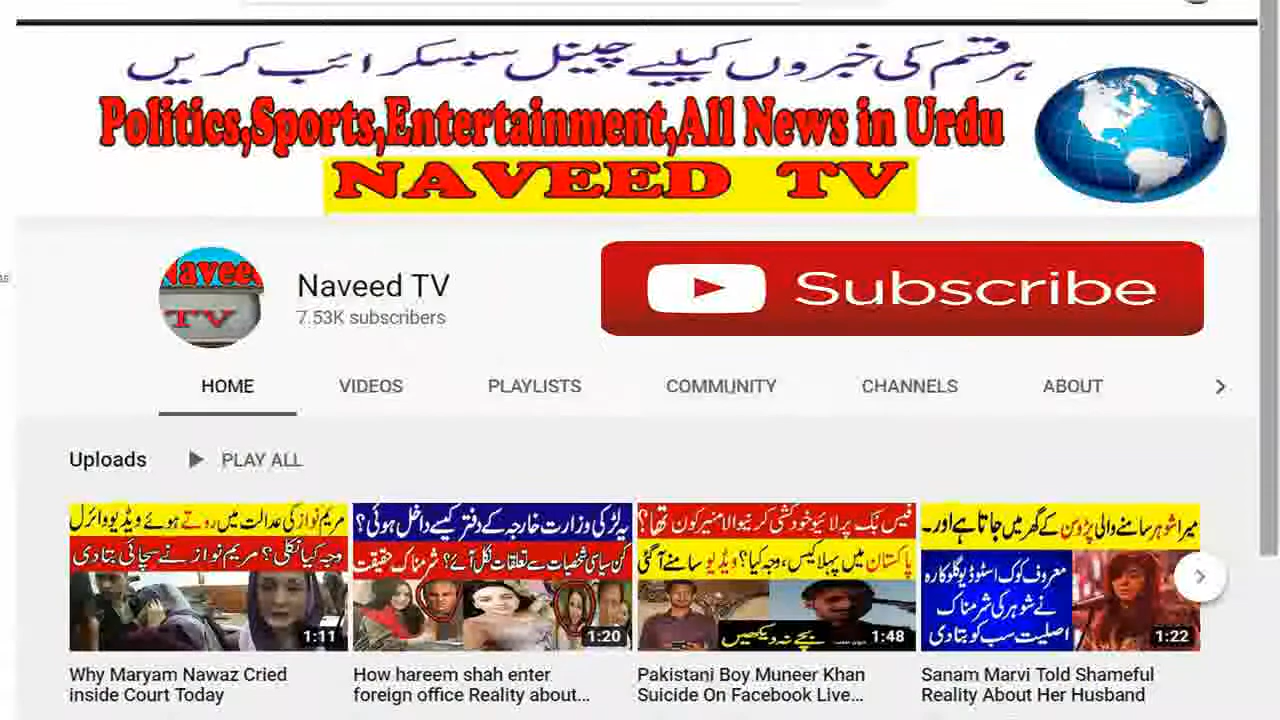 ہر قسم کی خبروں کیلیے چینل سبسکرائب کریں
Politics,Sports,Entertainment,All News in Urdu
NAVEED TV
Navee
TV
Naveed TV
7.53K subscribers
Subscribe
HOME VIDEOS PLAYLISTS COMMUNITY CHANNELS ABOUT
Uploads PLAY ALL
مریم نواز کی عدالت میں روتے ہوئے ویڈیو وائرل
وجہ کیا نکلی؟ مریم نواز نے سچائی بتا دی
1:11
Why Maryam Nawaz Cried
inside Court Today
یہ لڑکی وزارت خارجہ کے دفتر کیسے داخل ہوئی؟
کن سیاسی شخصیات سے تعلقات نکل آئے؟ شرمناک حقیقت
1:20
How hareem shah enter
foreign office Reality about...
فیس بک پر لائیو خودکشی کرنیوالا منیر کون تھا؟
پاکستان میں پہلا کیس، وجہ کیا؟ ویڈیو سامنے آگئی
بچے نہ دیکھیں
1:48
Pakistani Boy Muneer Khan
Suicide On Facebook Live...
میرا شوہر سامنے والی پڑوسن کے گھر میں جاتا ہے اور۔
معروف کوک اسٹوڈیو گلوکارہ
نے شوہر کی شرمناک
اصلیت سب کو بتا دی
1:22
Sanam Marvi Told Shameful
Reality About Her Husband